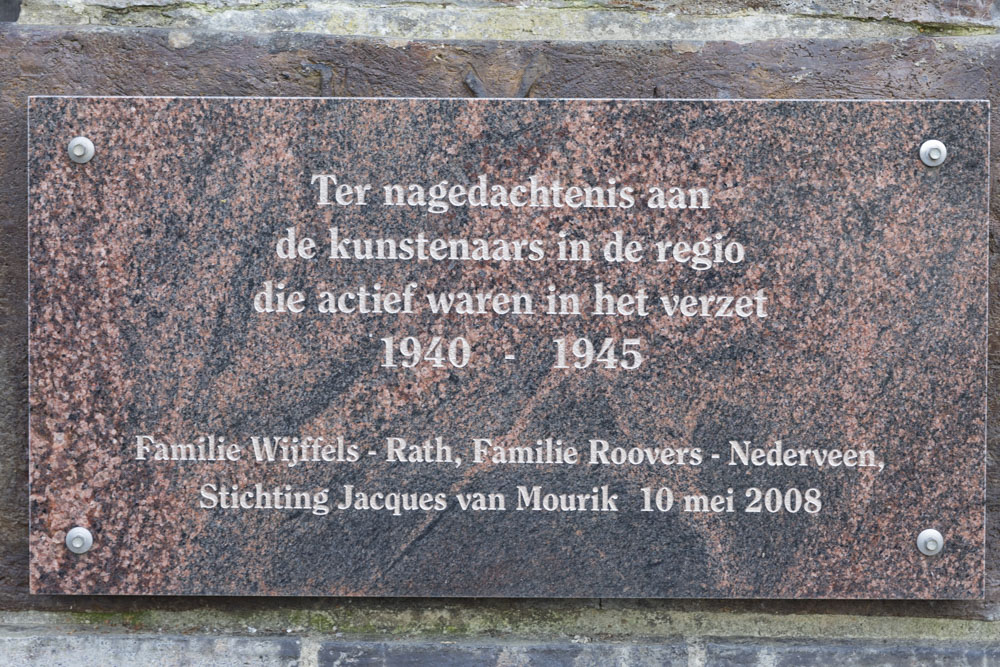 Ter nagedachtenis aan
de kunstenaars in de regio
die actief waren in het verzet
1940 - 1945
Familie Wijffels - Rath, Familie Roovers - Nederveen,
Stichting Jacques van Mourik 10 mei 2008